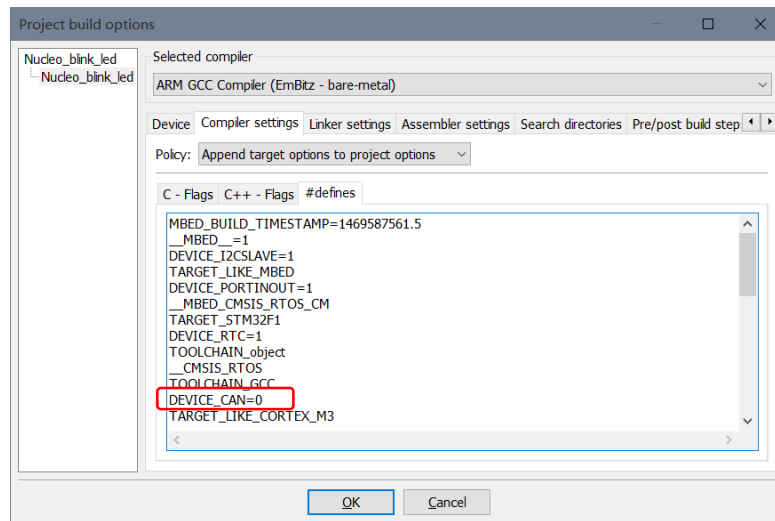 Project build options
Nucleo_blink_led
Nucleo_blink_led
Selected compiler
ARM GCC Compiler (EmBitz - bare-metal)
Device Compiler settings Linker settings Assembler settings Search directories Pre/post build step
Policy: Append target options to project options
C - Flags C++ - Flags #defines
MBED_BUILD_TIMESTAMP=1469587561.5
__MBED__=1
DEVICE_I2CSLAVE=1
TARGET_LIKE_MBED
DEVICE_PORTINOUT=1
__MBED_CMSIS_RTOS_CM
TARGET_STM32F1
DEVICE_RTC=1
TOOLCHAIN_object
__CMSIS_RTOS
TOOLCHAIN_GCC
DEVICE_CAN=0
TARGET_LIKE_CORTEX_M3
OK Cancel